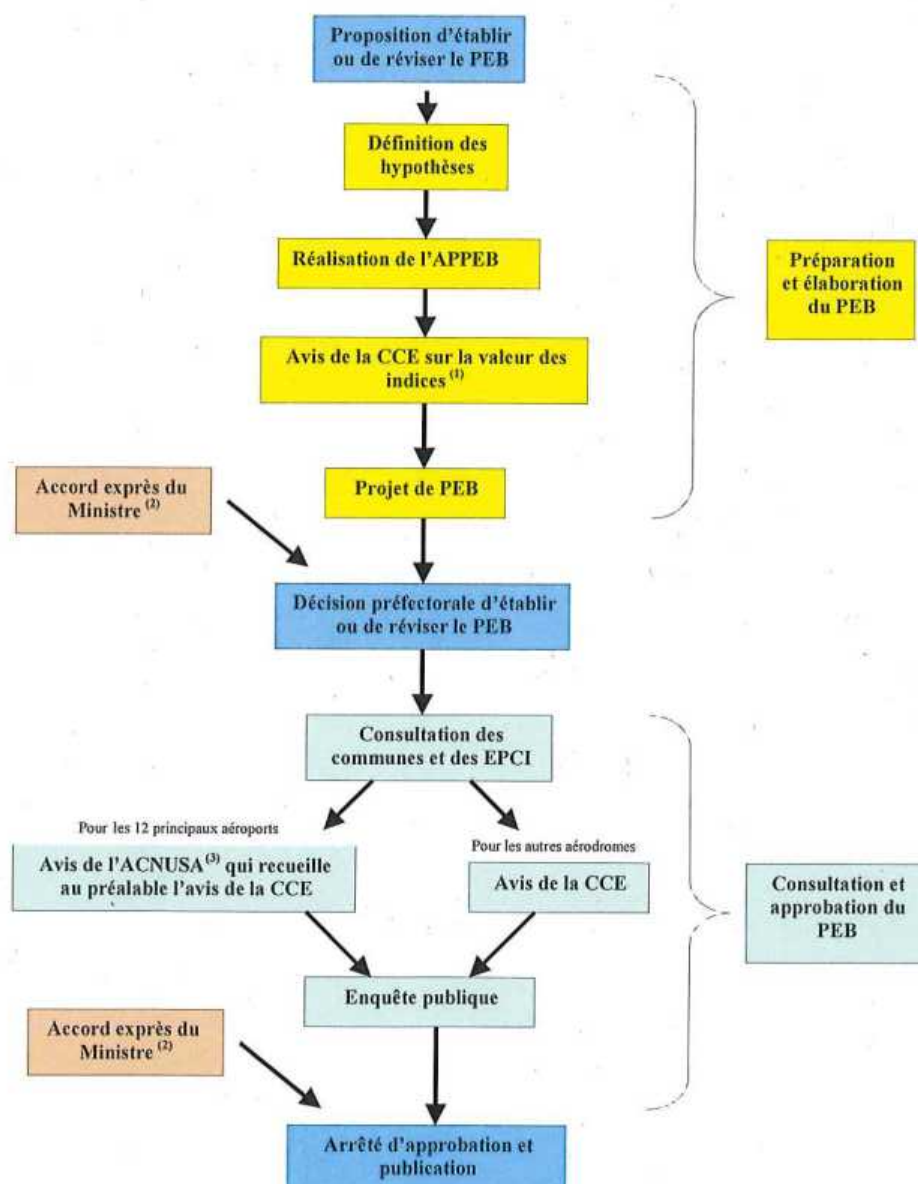 Proposition d'établir
ou de réviser le PEB
Définition des
hypothèses
Réalisation de l'APPEB
Préparation
et élaboration
du PEB
Avis de la CCE sur la valeur des
indices (1)
Accord exprès du
Ministre (2)
Projet de PEB
Décision préfectorale d'établir
ou de réviser le PEB
Consultation des
communes et des EPCI
Pour les 12 principaux aéroports
Avis de l'ACNUSA(3) qui recueille
au préalable l'avis de la CCE
Pour les autres aérodromes
Avis de la CCE
Consultation et
approbation du
PEB
Enquête publique
Accord exprès du
Ministre (2)
Arrêté d'approbation et
publication